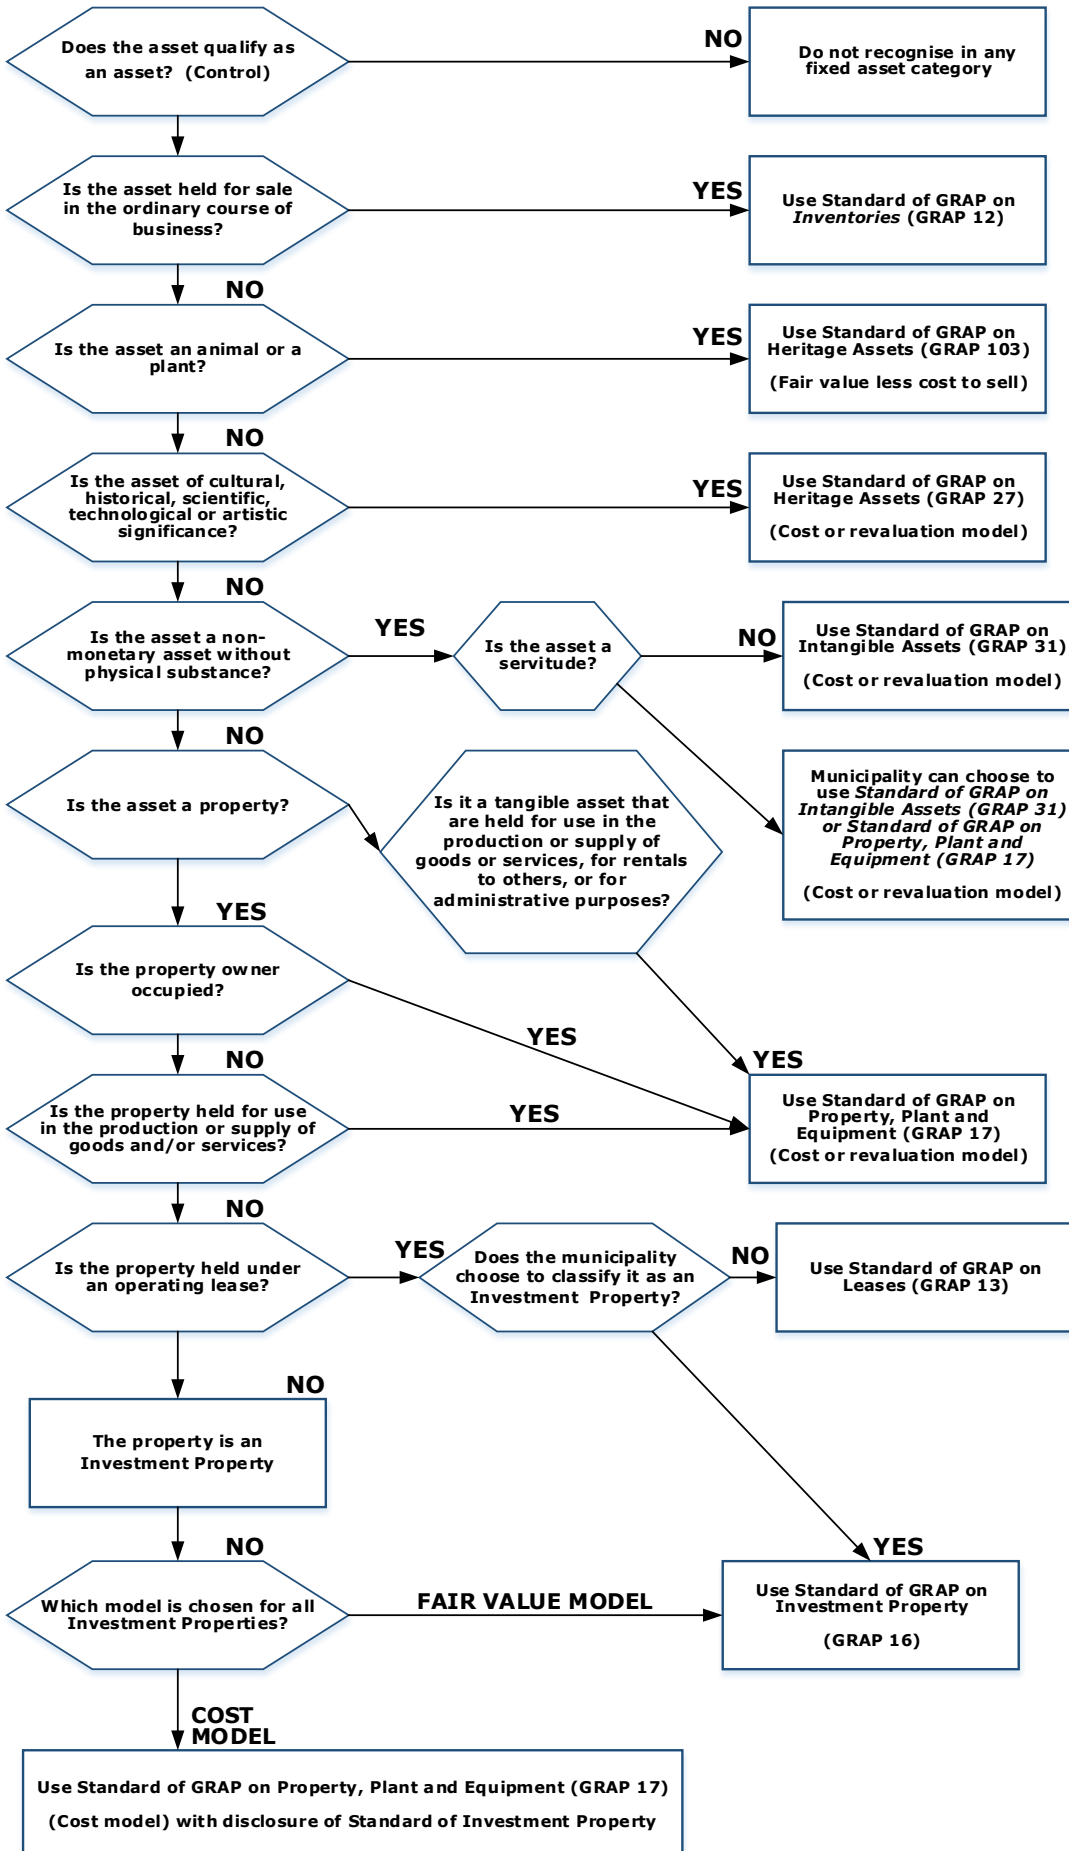 Does the asset qualify as
an asset? (Control)
NO
Do not recognise in any
fixed asset category
Is the asset held for sale
in the ordinary course of
business?
YES
Use Standard of GRAP on
Inventories (GRAP 12)
NO
Is the asset an animal or a
plant?
YES
Use Standard of GRAP on
Heritage Assets (GRAP 103)
(Fair value less cost to sell)
NO
Is the asset of cultural,
historical, scientific,
technological or artistic
significance?
YES
Use Standard of GRAP on
Heritage Assets (GRAP 27)
(Cost or revaluation model)
NO
Is the asset a non-
monetary asset without
physical substance?
YES
Is the asset a
servitude?
NO
Use Standard of GRAP on
Intangible Assets (GRAP 31)
(Cost or revaluation model)
NO
Is the asset a property?
Is it a tangible asset that
are held for use in the
production or supply of
goods or services, for rentals
to others, or for
administrative purposes?
Municipality can choose to
use Standard of GRAP on
Intangible Assets (GRAP 31)
or Standard of GRAP on
Property, Plant and
Equipment (GRAP 17)
(Cost or revaluation model)
YES
Is the property owner
occupied?
YES
YES
NO
Is the property held for use
in the production or supply of
goods and/or services?
YES
Use Standard of GRAP on
Property, Plant and
Equipment (GRAP 17)
(Cost or revaluation model)
NO
Is the property held under
an operating lease?
YES
Does the municipality
choose to classify it as an
Investment Property?
NO
Use Standard of GRAP on
Leases (GRAP 13)
NO
The property is an
Investment Property
NO
YES
Which model is chosen for all
Investment Properties?
FAIR VALUE MODEL
Use Standard of GRAP on
Investment Property
(GRAP 16)
COST
MODEL
Use Standard of GRAP on Property, Plant and Equipment (GRAP 17)
(Cost model) with disclosure of Standard of Investment Property